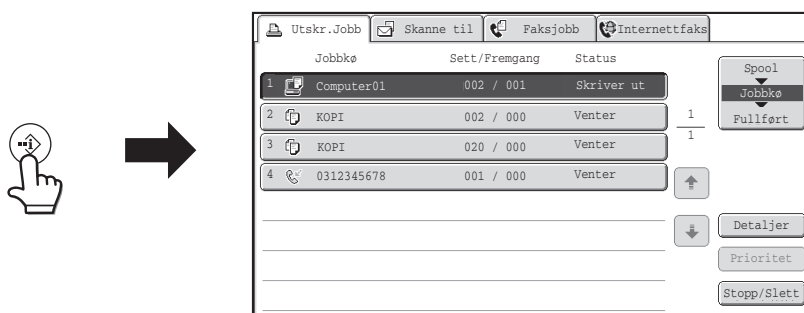 Utskr.Jobb Skanne til Faksjobb Internettfaks
Jobbkø Sett/Fremgang Status
1 Computer01 002 / 001 Skriver ut
2 KOPI 002 / 000 Venter
3 KOPI 020 / 000 Venter
4 0312345678 001 / 000 Venter
1
1
Spool
Jobbkø
Fullført
Detaljer
Prioritet
Stopp/Slett